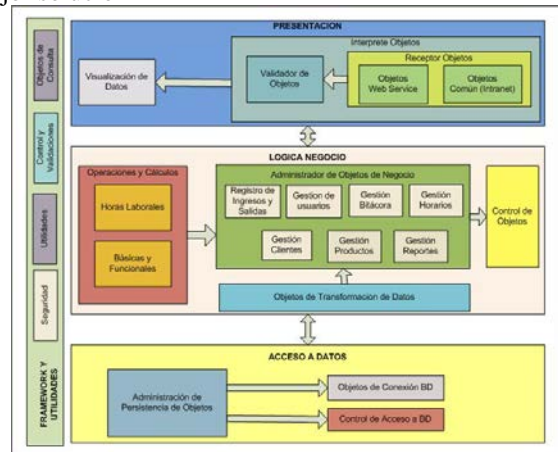 PRESENTACION
Interprete Objetos
Receptor Objetos
Visualización de
Datos
Validador de
Objetos
Objetos
Web Service
Objetos
Común (Intranet)
LOGICA NEGOCIO
Operaciones y Cálculos
Horas Laborales
Básicas y
Funcionales
Administrador de Objetos de Negocio
Registro de
Ingresos y
Salidas
Gestion de
usuarios
Gestión
Bitácora
Gestión
Horarios
Gestión
Clientes
Gestión
Productos
Gestión
Reportes
Control de
Objetos
Objetos de Transformacion de Datos
ACCESO A DATOS
Administración de
Persistencia de Objetos
Objetos de Conexión BD
Control de Acceso a BD
Objetos de
Consulta
Control y
Validaciones
Utilidades
Seguridad
FRAMEWORK Y
UTILIDADES